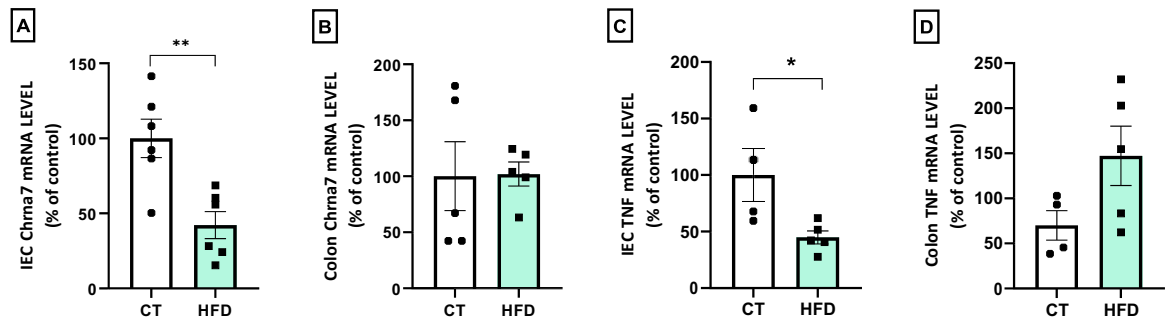 A
IEC Chrna7 mRNA LEVEL
(% of control)
150
100
50
0
**
CT
HFD
B
Colon Chrna7 mRNA LEVEL
(% of control)
200
150
100
50
0
CT
HFD
C
IEC TNF mRNA LEVEL
(% of control)
200
150
100
50
0
*
CT
HFD
D
Colon TNF mRNA LEVEL
(% of control)
250
200
150
100
50
0
CT
HFD